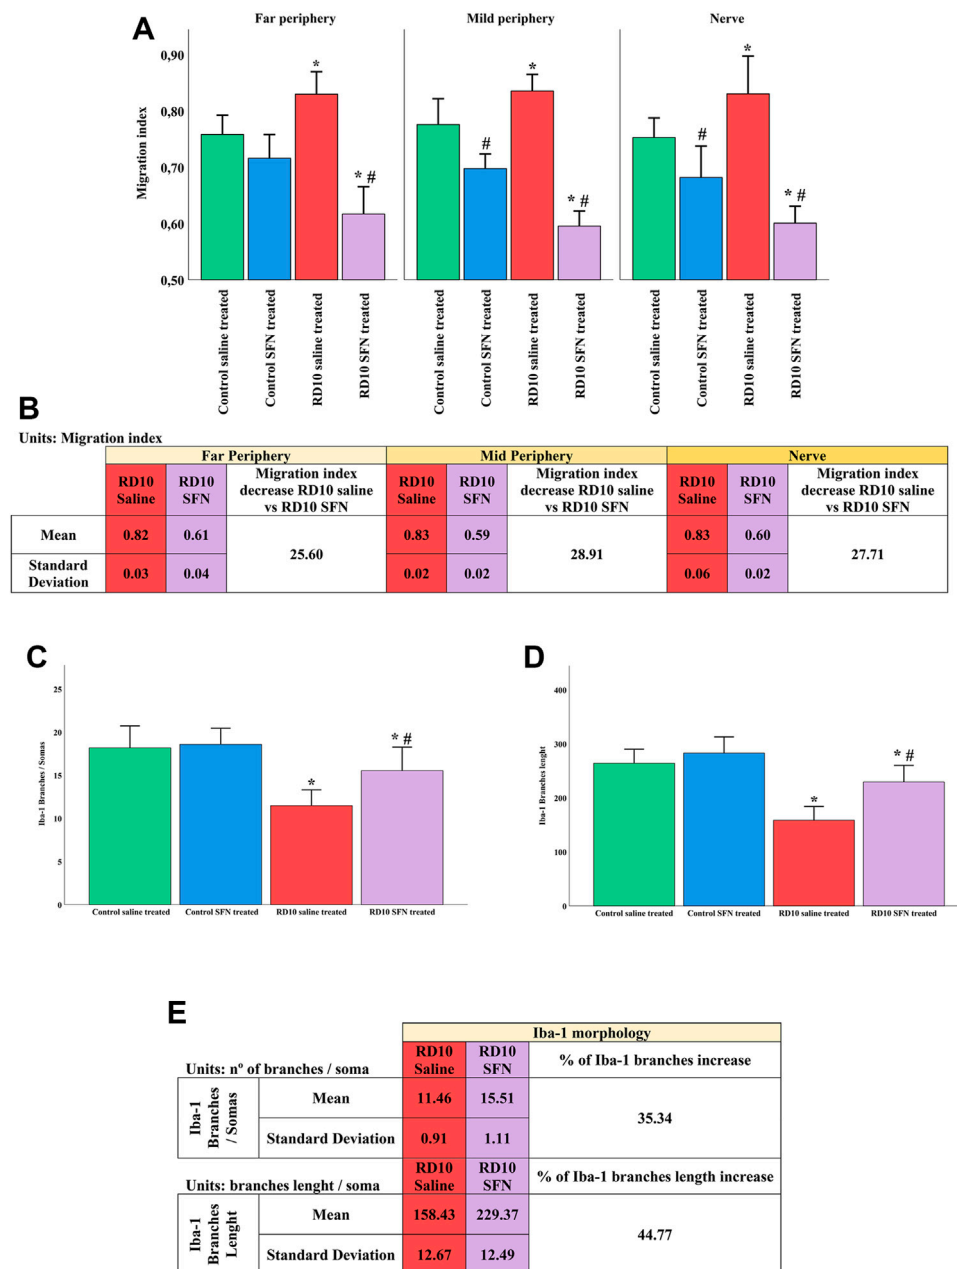 A
Far periphery
Mild periphery
Nerve
Migration index
0,90
0,80
0,70
0,60
0,50
*
* #
#
*
* #
#
*
* #
Control saline treated
Control SFN treated
RD10 saline treated
RD10 SFN treated
Control saline treated
Control SFN treated
RD10 saline treated
RD10 SFN treated
Control saline treated
Control SFN treated
RD10 saline treated
RD10 SFN treated
B
Units: Migration index
Far Periphery
Mid Periphery
Nerve
RD10 Saline
RD10 SFN
Migration index decrease RD10 saline vs RD10 SFN
RD10 Saline
RD10 SFN
Migration index decrease RD10 saline vs RD10 SFN
RD10 Saline
RD10 SFN
Migration index decrease RD10 saline vs RD10 SFN
Mean
0.82
0.61
25.60
0.83
0.59
28.91
0.83
0.60
27.71
Standard Deviation
0.03
0.04
0.02
0.02
0.06
0.02
C
Iba-1 Branches / Somas
25
20
15
10
5
0
*
* #
Control saline treated
Control SFN treated
RD10 saline treated
RD10 SFN treated
D
Iba-1 Branches lenght
400
300
200
100
0
*
* #
Control saline treated
Control SFN treated
RD10 saline treated
RD10 SFN treated
E
Iba-1 morphology
Units: nº of branches / soma
RD10 Saline
RD10 SFN
% of Iba-1 branches increase
Iba-1 Branches / Somas
Mean
11.46
15.51
35.34
Standard Deviation
0.91
1.11
Units: branches lenght / soma
RD10 Saline
RD10 SFN
% of Iba-1 branches length increase
Iba-1 Branches Lenght
Mean
158.43
229.37
44.77
Standard Deviation
12.67
12.49